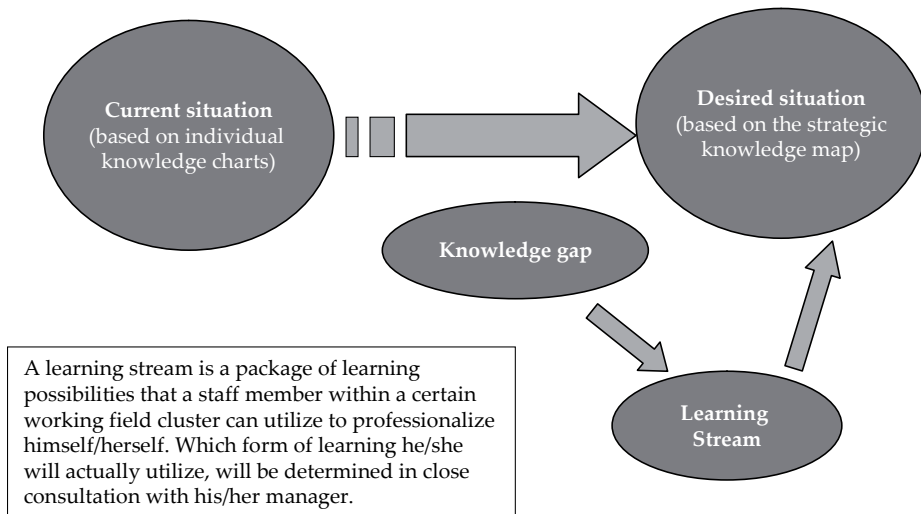 Current situation
(based on individual
knowledge charts)
Desired situation
(based on the strategic
knowledge map)
Knowledge gap
Learning
Stream
A learning stream is a package of learning
possibilities that a staff member within a certain
working field cluster can utilize to professionalize
himself/herself. Which form of learning he/she
will actually utilize, will be determined in close
consultation with his/her manager.